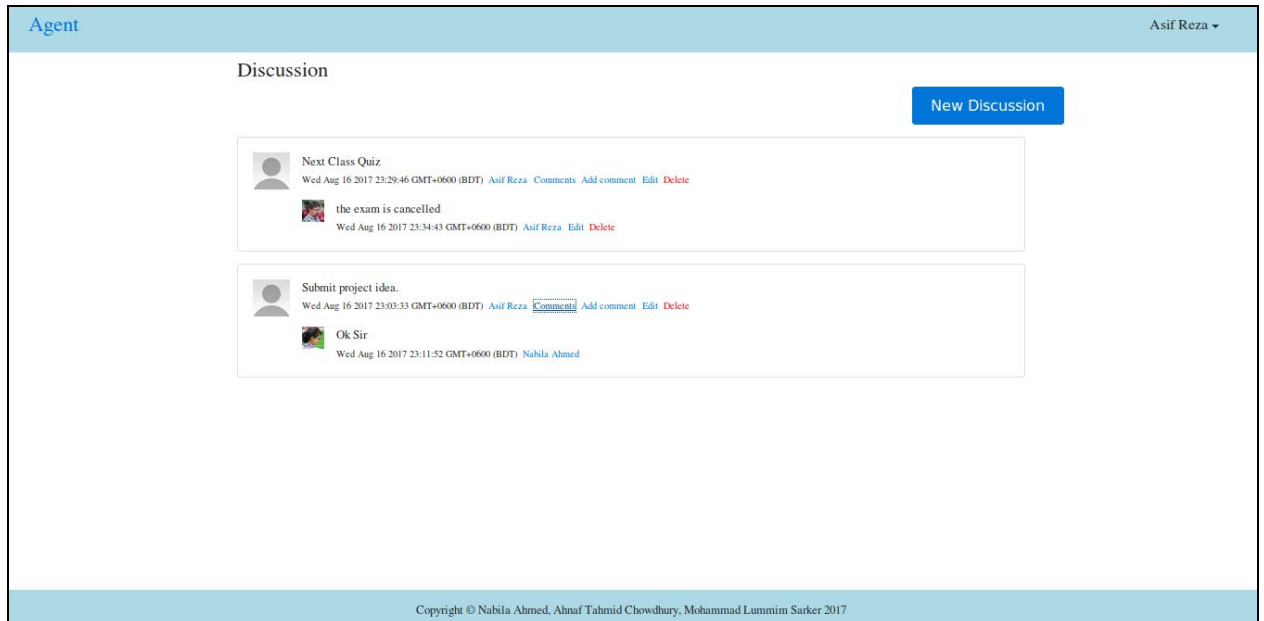 Agent
Asif Reza
Discussion
New Discussion
Next Class Quiz
Wed Aug 16 2017 23:29:46 GMT+0600 (BDT) Asif Reza Comments Add comment Edit Delete
the exam is cancelled
Wed Aug 16 2017 23:34:43 GMT+0600 (BDT) Asif Reza Edit Delete
Submit project idea.
Wed Aug 16 2017 23:03:33 GMT+0600 (BDT) Asif Reza Comments Add comment Edit Delete
Ok Sir
Wed Aug 16 2017 23:11:52 GMT+0600 (BDT) Nabila Ahmed
Copyright © Nabila Ahmed, Ahnaf Tahmid Chowdhury, Mohammad Lummim Sarker 2017